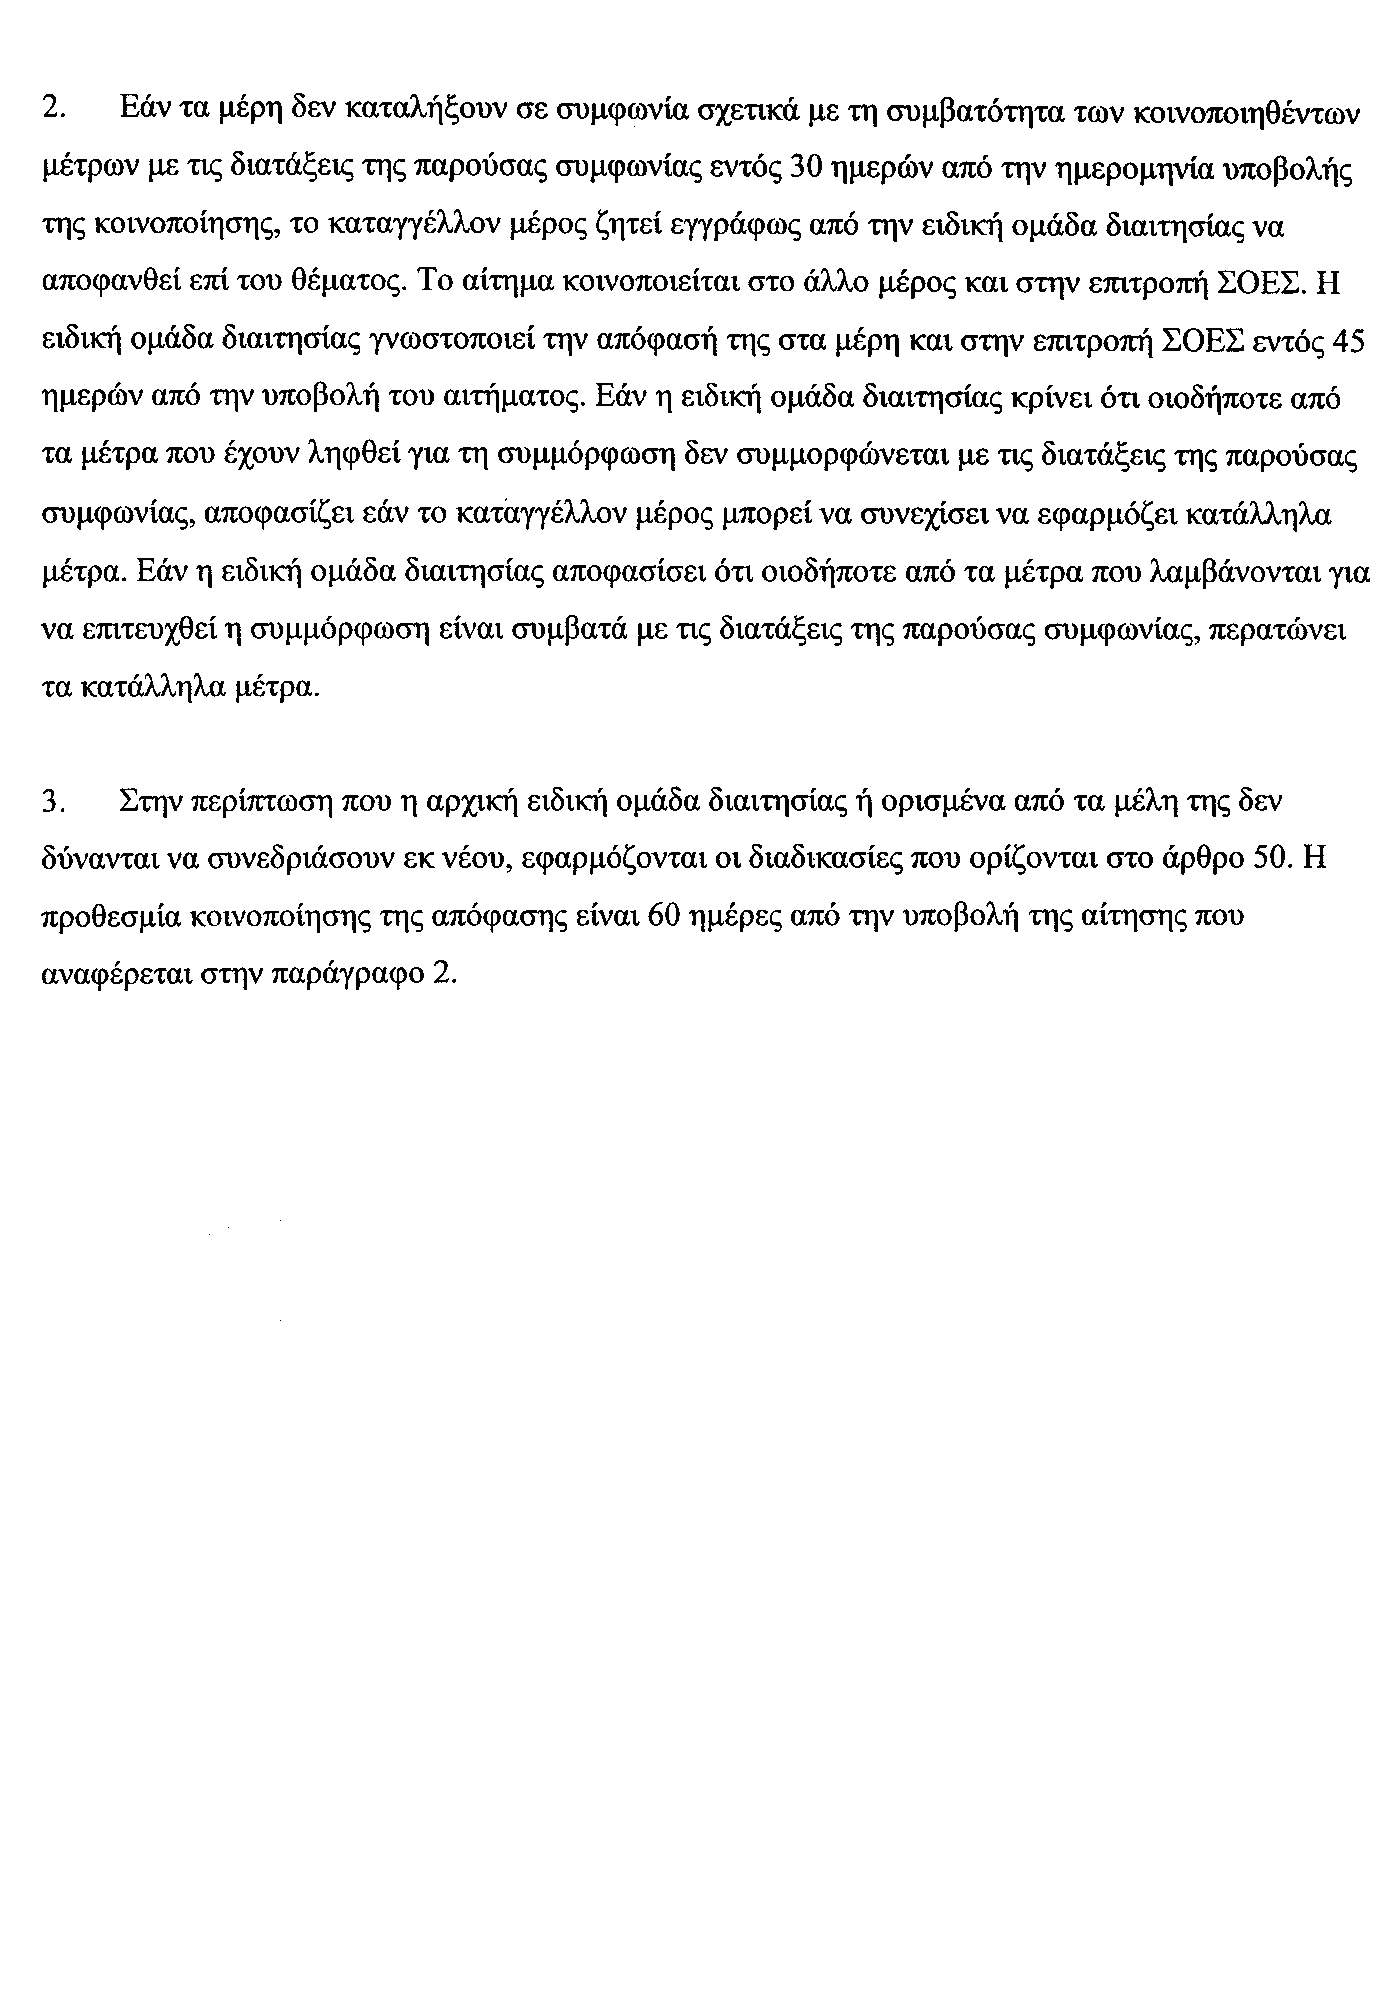 2. Εάν τα μέρη δεν καταλήξουν σε συμφωνία σχετικά με τη συμβατότητα των κοινοποιηθέντων
μέτρων με τις διατάξεις της παρούσας συμφωνίας εντός 30 ημερών από την ημερομηνία υποβολής
της κοινοποίησης, το καταγγέλλον μέρος ζητεί εγγράφως από την ειδική ομάδα διαιτησίας να
αποφανθεί επί του θέματος. Το αίτημα κοινοποιείται στο άλλο μέρος και στην επιτροπή ΣΟΕΣ. Η
ειδική ομάδα διαιτησίας γνωστοποιεί την απόφασή της στα μέρη και στην επιτροπή ΣΟΕΣ εντός 45
ημερών από την υποβολή του αιτήματος. Εάν η ειδική ομάδα διαιτησίας κρίνει ότι οιοδήποτε από
τα μέτρα που έχουν ληφθεί για τη συμμόρφωση δεν συμμορφώνεται με τις διατάξεις της παρούσας
συμφωνίας, αποφασίζει εάν το καταγγέλλον μέρος μπορεί να συνεχίσει να εφαρμόζει κατάλληλα
μέτρα. Εάν η ειδική ομάδα διαιτησίας αποφασίσει ότι οιοδήποτε από τα μέτρα που λαμβάνονται για
να επιτευχθεί η συμμόρφωση είναι συμβατά με τις διατάξεις της παρούσας συμφωνίας, περατώνει
τα κατάλληλα μέτρα.
3. Στην περίπτωση που η αρχική ειδική ομάδα διαιτησίας ή ορισμένα από τα μέλη της δεν
δύνανται να συνεδριάσουν εκ νέου, εφαρμόζονται οι διαδικασίες που ορίζονται στο άρθρο 50. Η
προθεσμία κοινοποίησης της απόφασης είναι 60 ημέρες από την υποβολή της αίτησης που
αναφέρεται στην παράγραφο 2.